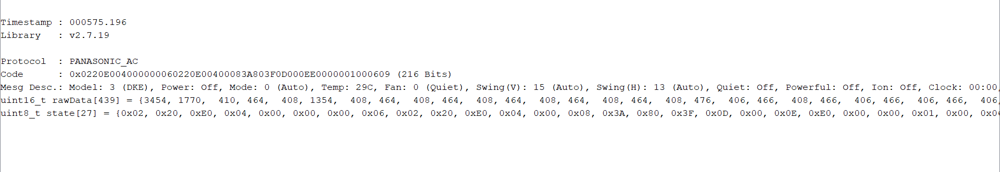 Timestamp : 000575.196
Library   : v2.7.19
Protocol  : PANASONIC_AC
Code      : 0x0220E004000000060220E00400083A803F0D000EE0000001000609 (216 Bits)
Mesg Desc.: Model: 3 (DKE), Power: Off, Mode: 0 (Auto), Temp: 29C, Fan: 0 (Quiet), Swing(V): 15 (Auto), Swing(H): 13 (Auto), Quiet: Off, Powerful: Off, Ion: Off, Clock: 00:00,
uint16_t rawData[439] = {3454, 1770,  410, 464,  408, 1354,  408, 464,  408, 464,  408, 464,  408, 464,  408, 464,  408, 476,  406, 466,  408, 466,  406, 466,  406, 466,  406,
uint8_t state[27] = {0x02, 0x20, 0xE0, 0x04, 0x00, 0x00, 0x00, 0x06, 0x02, 0x20, 0xE0, 0x04, 0x00, 0x08, 0x3A, 0x80, 0x3F, 0x0D, 0x00, 0x0E, 0xE0, 0x00, 0x00, 0x01, 0x00,